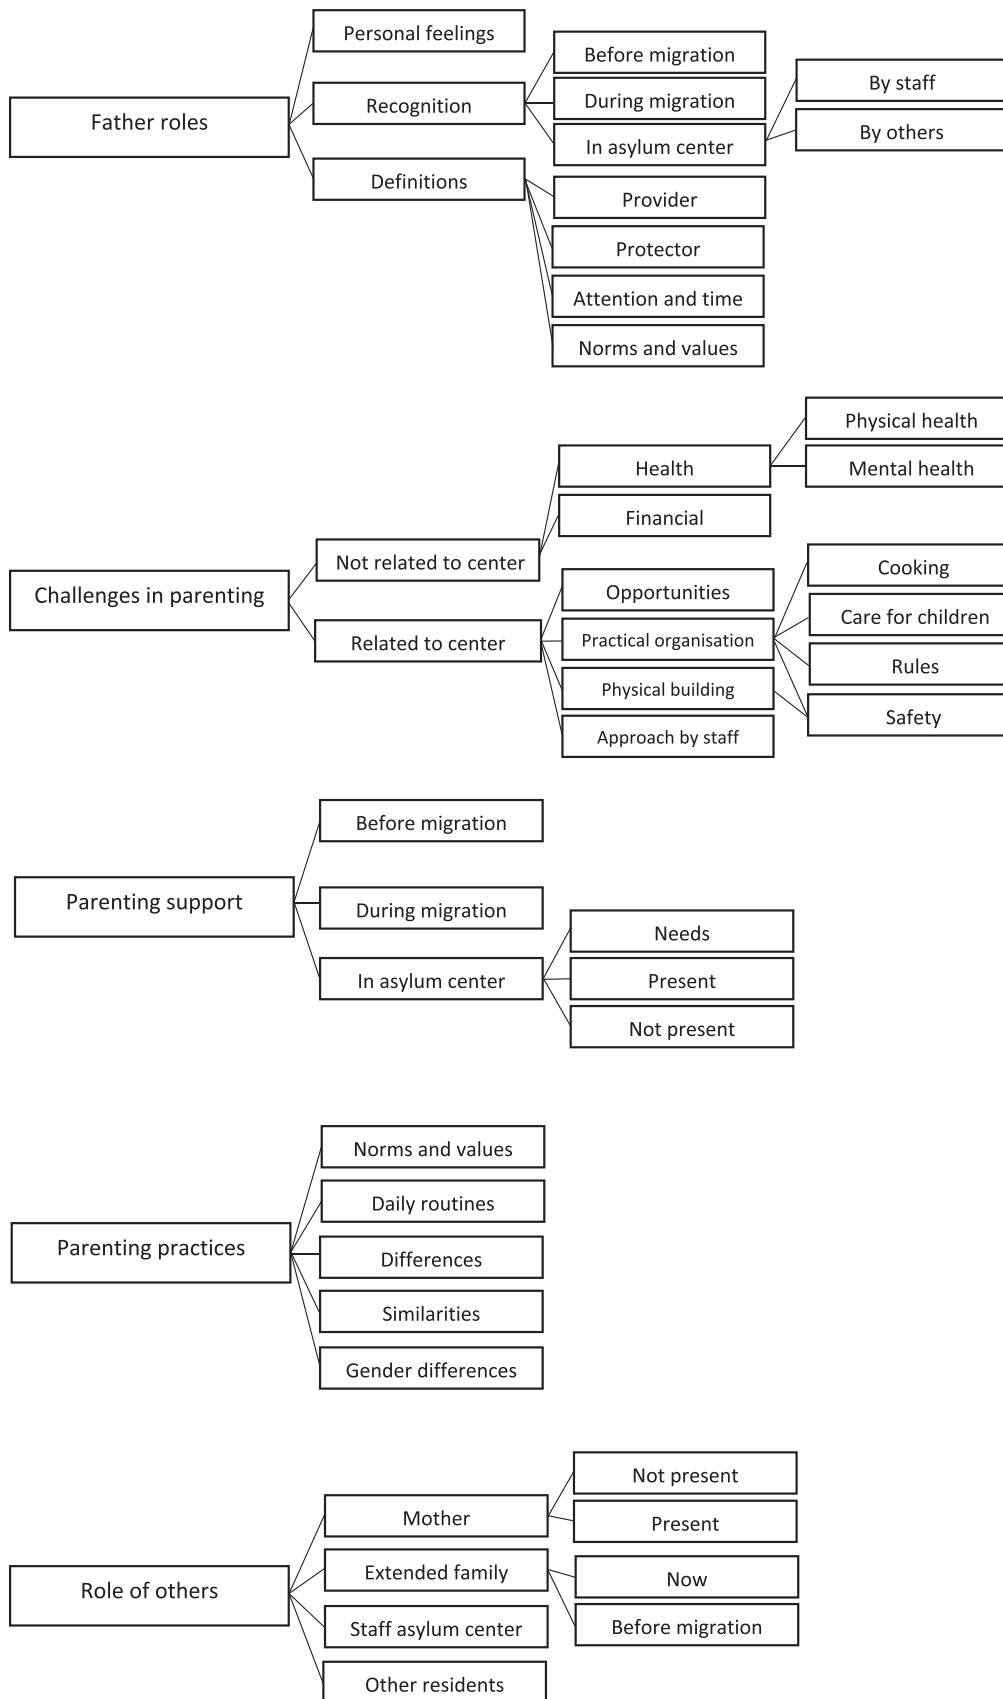 Father roles
Personal feelings
Recognition
Before migration
During migration
In asylum center
By staff
By others
Definitions
Provider
Protector
Attention and time
Norms and values
Challenges in parenting
Not related to center
Health
Physical health
Mental health
Financial
Related to center
Opportunities
Practical organisation
Cooking
Care for children
Rules
Safety
Physical building
Approach by staff
Parenting support
Before migration
During migration
In asylum center
Needs
Present
Not present
Parenting practices
Norms and values
Daily routines
Differences
Similarities
Gender differences
Role of others
Mother
Not present
Present
Extended family
Now
Before migration
Staff asylum center
Other residents